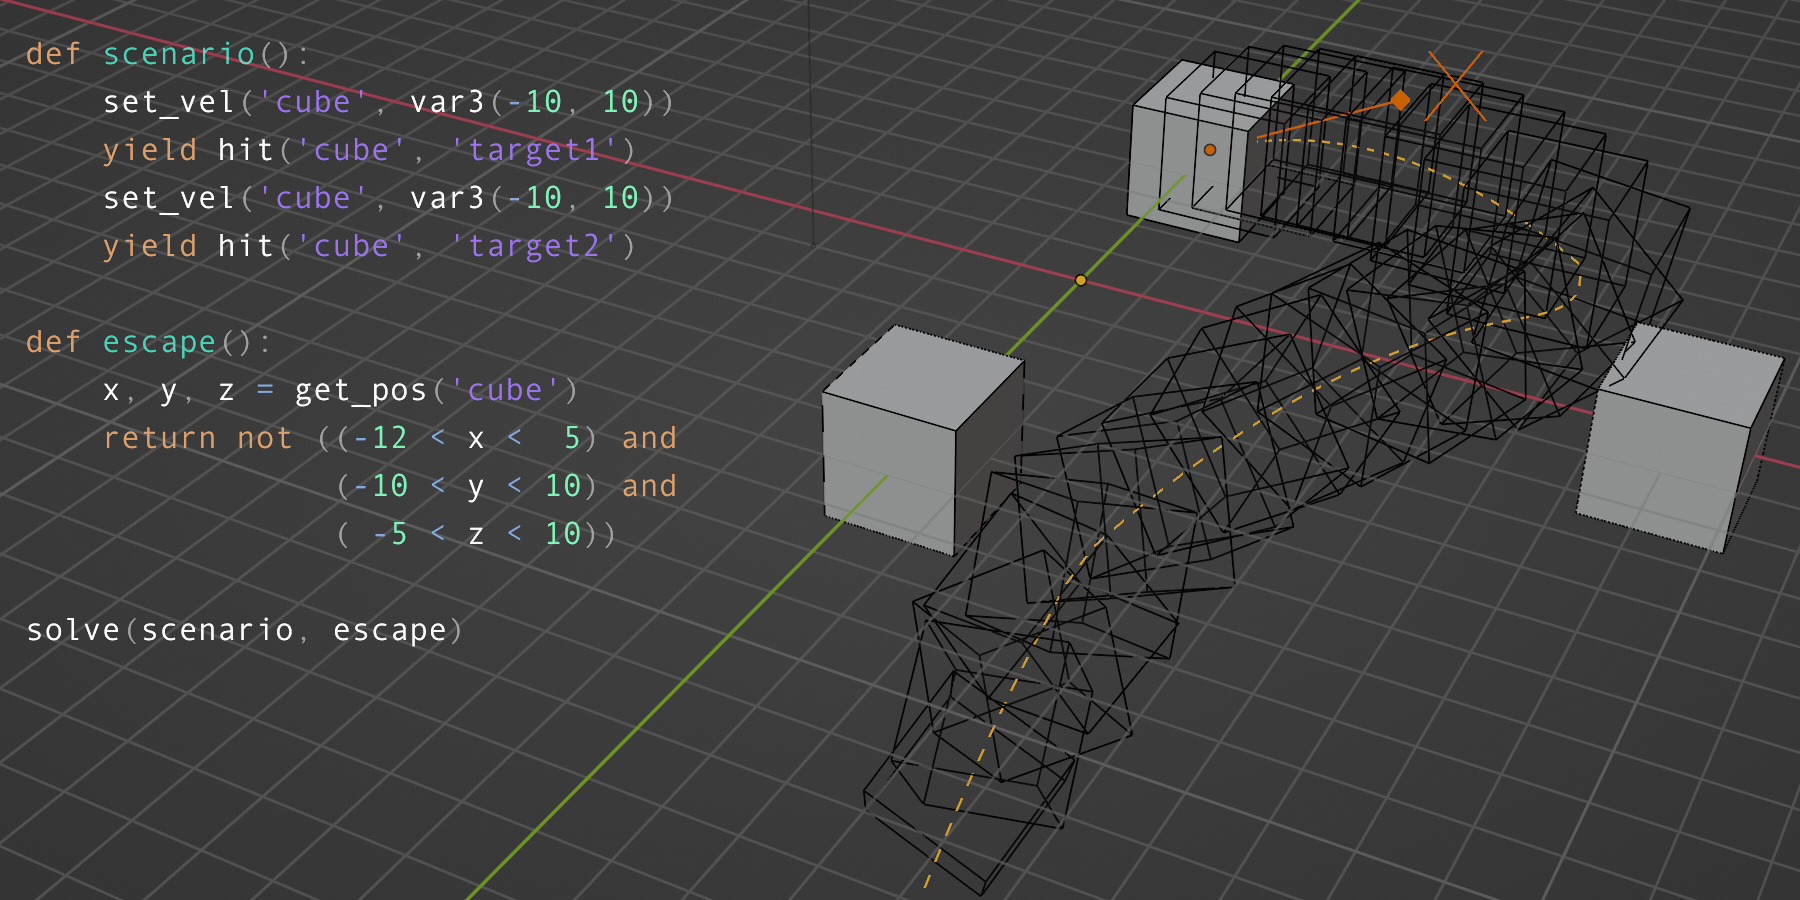 def scenario():
    set_vel('cube', var3(-10, 10))
    yield hit('cube', 'target1')
    set_vel('cube', var3(-10, 10))
    yield hit('cube', 'target2')
def escape():
    x, y, z = get_pos('cube')
    return not ((-12 < x <  5) and
                (-10 < y < 10) and
                ( -5 < z < 10))
solve(scenario, escape)